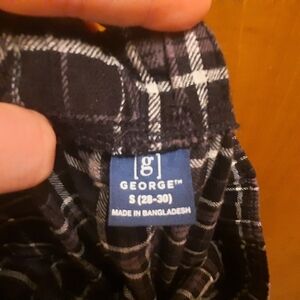 [g]
GEORGE™
S (28-30)
MADE IN BANGLADESH